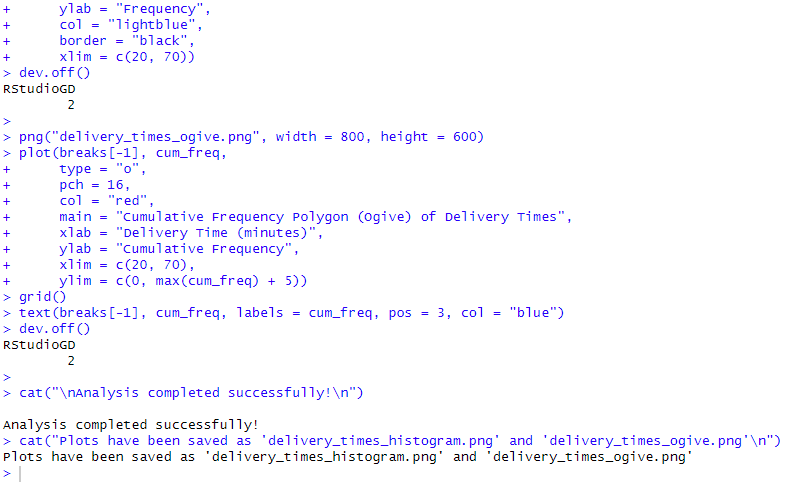 +      ylab = "Frequency",
+      col = "lightblue",
+      border = "black",
+      xlim = c(20, 70))
> dev.off()
RStudioGD
        2
>
> png("delivery_times_ogive.png", width = 800, height = 600)
> plot(breaks[-1], cum_freq,
+      type = "o",
+      pch = 16,
+      col = "red",
+      main = "Cumulative Frequency Polygon (Ogive) of Delivery Times",
+      xlab = "Delivery Time (minutes)",
+      ylab = "Cumulative Frequency",
+      xlim = c(20, 70),
+      ylim = c(0, max(cum_freq) + 5))
> grid()
> text(breaks[-1], cum_freq, labels = cum_freq, pos = 3, col = "blue")
> dev.off()
RStudioGD
        2
>
> cat("\nAnalysis completed successfully!\n")

Analysis completed successfully!
> cat("Plots have been saved as 'delivery_times_histogram.png' and 'delivery_times_ogive.png'\n")
Plots have been saved as 'delivery_times_histogram.png' and 'delivery_times_ogive.png'
>